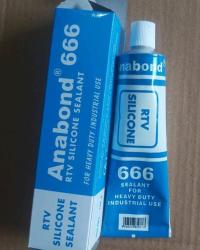 Anabond® 666
RTV SILICONE SEALANT
FOR HEAVY DUTY INDUSTRIAL USE
RTV
SILICONE
SEALANT
Anabond
RTV
SILICONE
666
SEALANT
FOR HEAVY DUTY
INDUSTRIAL USE